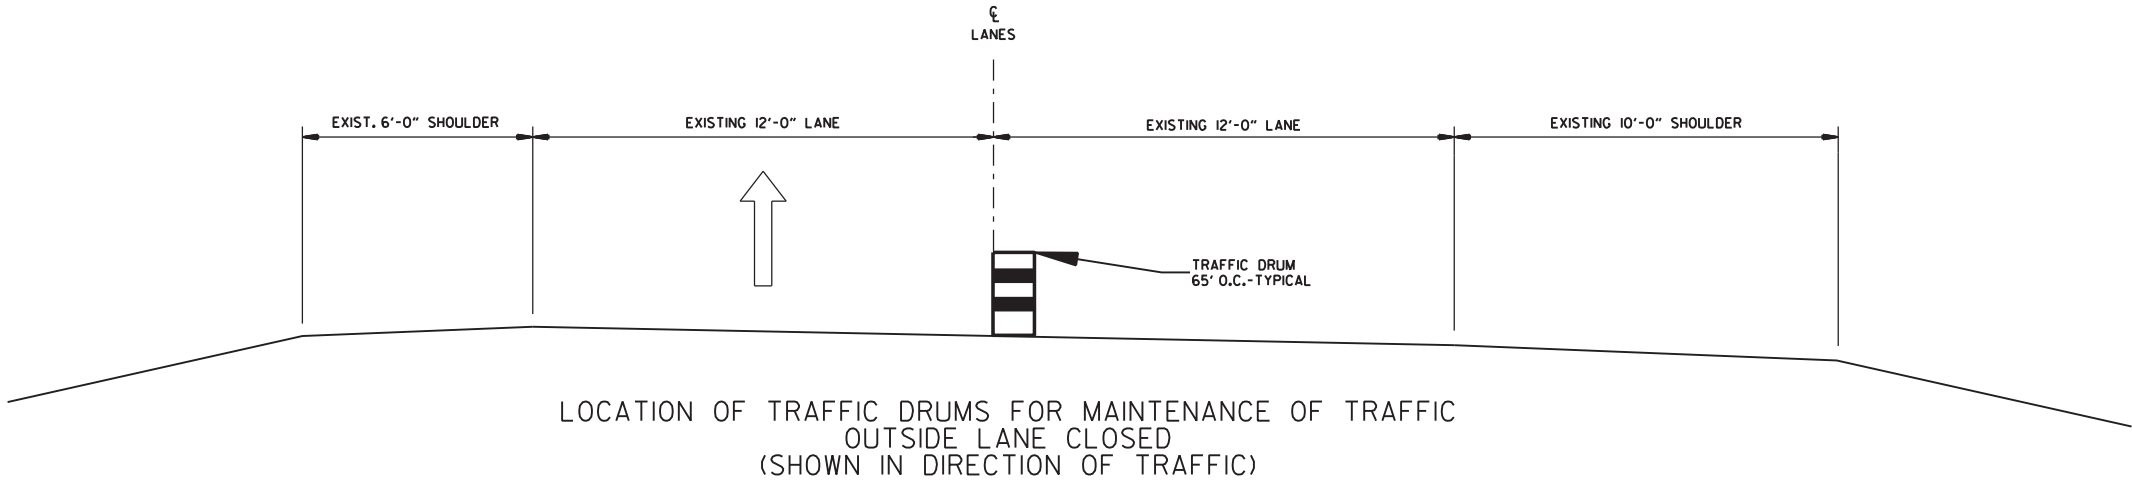 ℄
LANES
EXIST. 6'-0" SHOULDER
EXISTING 12'-0" LANE
EXISTING 12'-0" LANE
EXISTING 10'-0" SHOULDER
TRAFFIC DRUM
65' O.C.-TYPICAL
LOCATION OF TRAFFIC DRUMS FOR MAINTENANCE OF TRAFFIC
OUTSIDE LANE CLOSED
(SHOWN IN DIRECTION OF TRAFFIC)